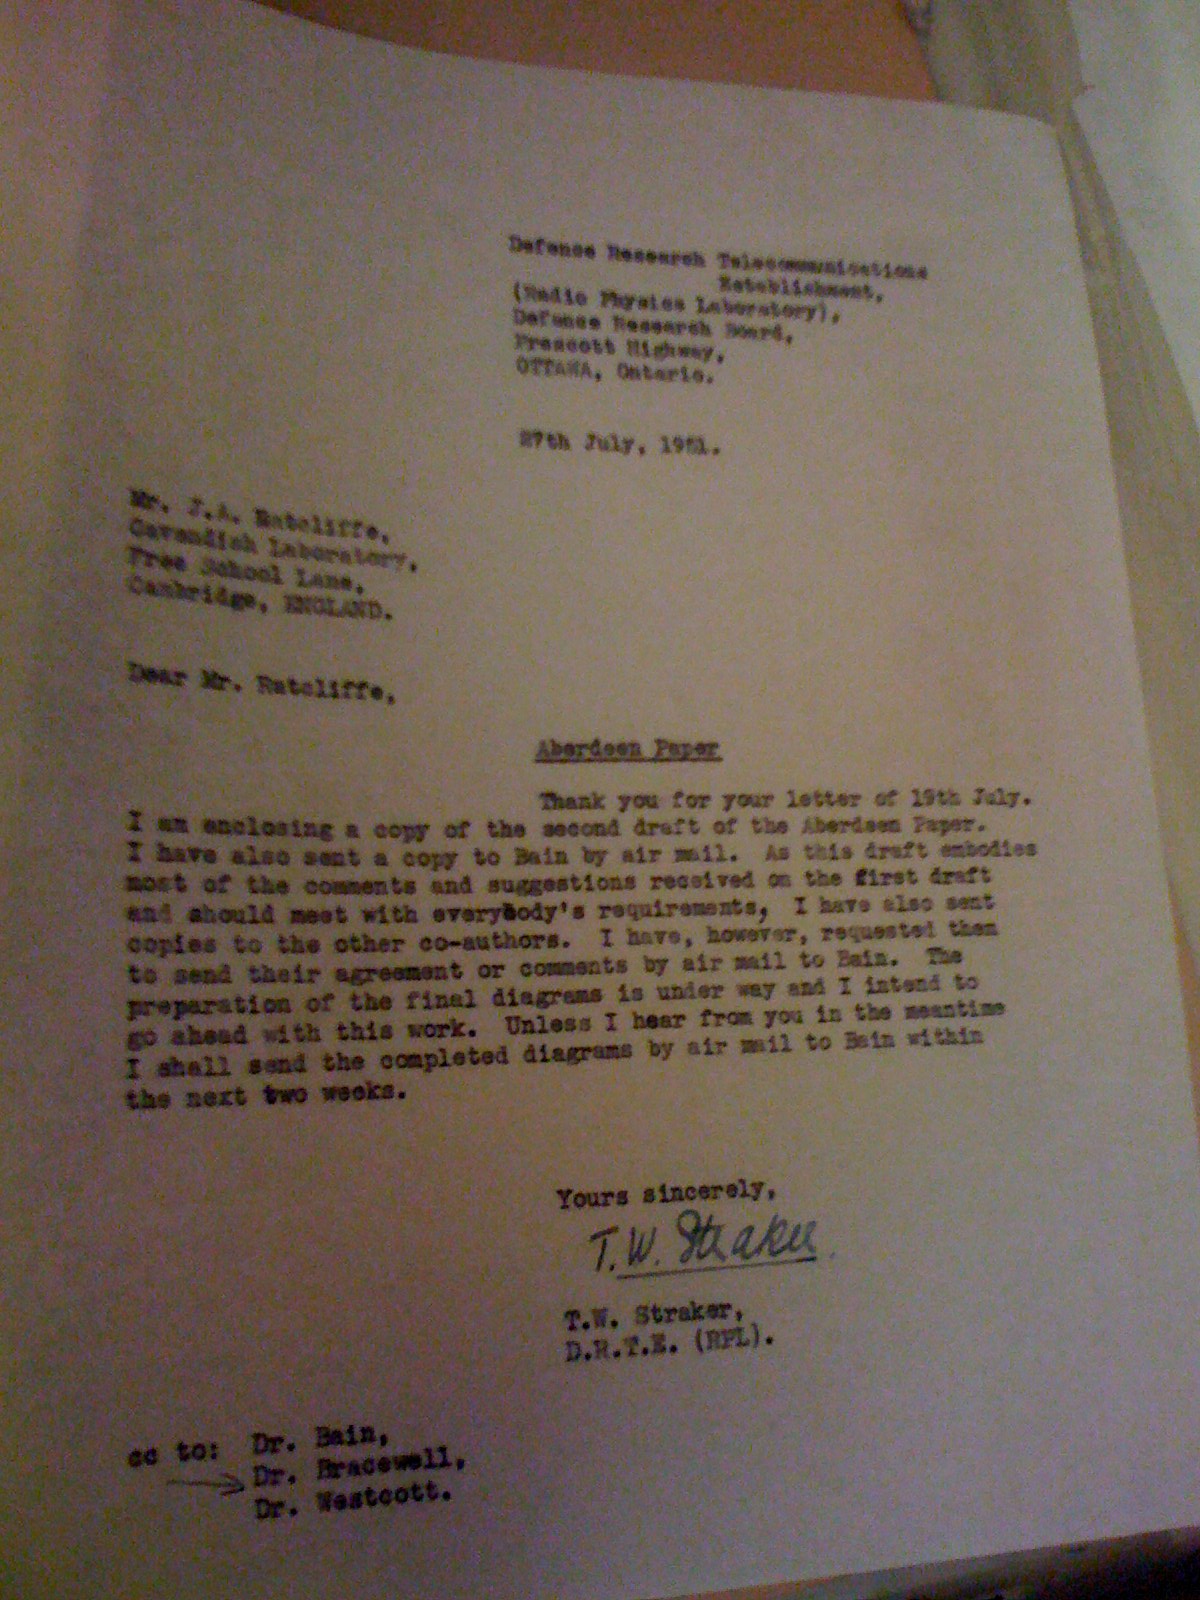 Defense Research Telecommunications
Establishment,
(Radio Physics Laboratory),
Defense Research Board,
Prescott Highway,
OTTAWA, Ontario.
27th July, 1951.
Mr. J.A. Ratcliffe,
Cavendish Laboratory,
Free School Lane,
Cambridge, ENGLAND.
Dear Mr. Ratcliffe,
Aberdeen Paper
Thank you for your letter of 19th July.
I am enclosing a copy of the second draft of the Aberdeen Paper.
I have also sent a copy to Bain by air mail. As this draft embodies
most of the comments and suggestions received on the first draft
and should meet with everybody's requirements, I have also sent
copies to the other co-authors. I have, however, requested them
to send their agreement or comments by air mail to Bain. The
preparation of the final diagrams is under way and I intend to
go ahead with this work. Unless I hear from you in the meantime
I shall send the completed diagrams by air mail to Bain within
the next two weeks.
Yours sincerely,
T.W. Straker.
T.W. Straker,
D.R.T.E. (RPL).
cc to: Dr. Bain,
Dr. Bracewell,
Dr. Westcott.